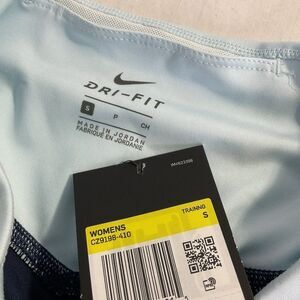 DRI-FIT
S P CH
MADE IN JORDAN
FABRIQUÉ EN JORDANIE
WOMENS
CZ9198-410
TRAINING
S